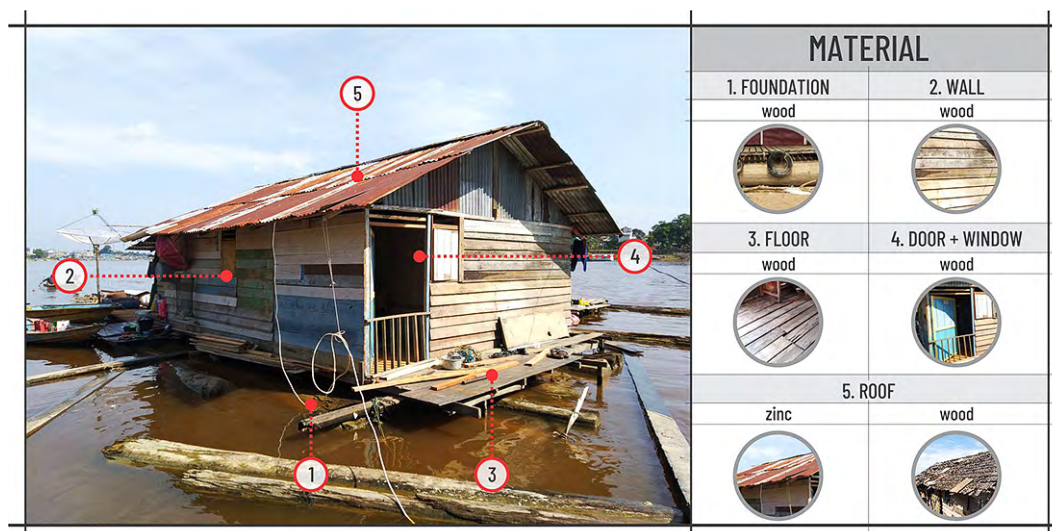 5
2
4
1
3
MATERIAL
1. FOUNDATION
2. WALL
wood
wood
3. FLOOR
4. DOOR + WINDOW
wood
wood
5. ROOF
zinc
wood